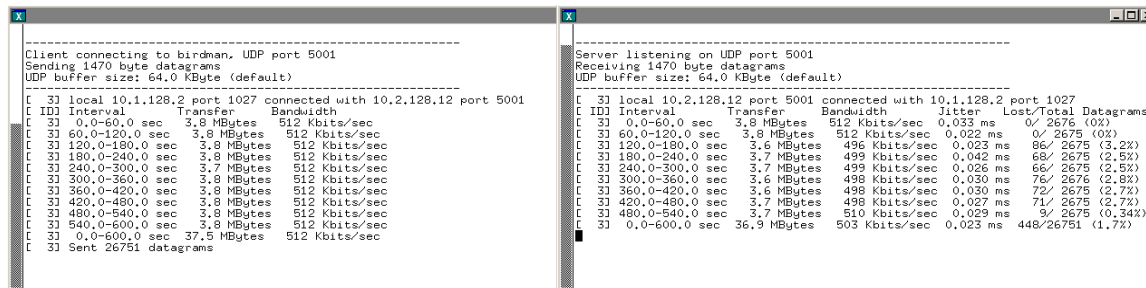 ------------------------------------------------------------
Client connecting to birdman, UDP port 5001
Sending 1470 byte datagrams
UDP buffer size: 64.0 KByte (default)
------------------------------------------------------------
[  3] local 10.1.128.2 port 1027 connected with 10.2.128.12 port 5001
[ ID] Interval       Transfer     Bandwidth
[  3]  0.0-60.0 sec   3.8 MBytes   512 Kbits/sec
[  3] 60.0-120.0 sec   3.8 MBytes   512 Kbits/sec
[  3] 120.0-180.0 sec   3.8 MBytes   512 Kbits/sec
[  3] 180.0-240.0 sec   3.8 MBytes   512 Kbits/sec
[  3] 240.0-300.0 sec   3.7 MBytes   512 Kbits/sec
[  3] 300.0-360.0 sec   3.8 MBytes   512 Kbits/sec
[  3] 360.0-420.0 sec   3.8 MBytes   512 Kbits/sec
[  3] 420.0-480.0 sec   3.8 MBytes   512 Kbits/sec
[  3] 480.0-540.0 sec   3.8 MBytes   512 Kbits/sec
[  3] 540.0-600.0 sec   3.8 MBytes   512 Kbits/sec
[  3]  0.0-600.0 sec  37.5 MBytes   512 Kbits/sec
[  3] Sent 26751 datagrams
------------------------------------------------------------
Server listening on UDP port 5001
Receiving 1470 byte datagrams
UDP buffer size: 64.0 KByte (default)
------------------------------------------------------------
[  3] local 10.2.128.12 port 5001 connected with 10.1.128.2 port 1027
[ ID] Interval       Transfer     Bandwidth       Jitter   Lost/Total Datagrams
[  3]  0.0-60.0 sec   3.8 MBytes   512 Kbits/sec  0.033 ms    0/ 2676 (0%)
[  3] 60.0-120.0 sec   3.8 MBytes   512 Kbits/sec  0.022 ms    0/ 2675 (0%)
[  3] 120.0-180.0 sec   3.6 MBytes   496 Kbits/sec  0.023 ms   86/ 2675 (3.2%)
[  3] 180.0-240.0 sec   3.7 MBytes   499 Kbits/sec  0.042 ms   68/ 2675 (2.5%)
[  3] 240.0-300.0 sec   3.7 MBytes   499 Kbits/sec  0.026 ms   66/ 2675 (2.5%)
[  3] 300.0-360.0 sec   3.6 MBytes   498 Kbits/sec  0.030 ms   76/ 2676 (2.8%)
[  3] 360.0-420.0 sec   3.6 MBytes   498 Kbits/sec  0.030 ms   72/ 2675 (2.7%)
[  3] 420.0-480.0 sec   3.7 MBytes   498 Kbits/sec  0.027 ms   71/ 2675 (2.7%)
[  3] 480.0-540.0 sec   3.7 MBytes   510 Kbits/sec  0.029 ms    9/ 2675 (0.34%)
[  3]  0.0-600.0 sec  36.9 MBytes   503 Kbits/sec  0.023 ms  448/26751 (1.7%)